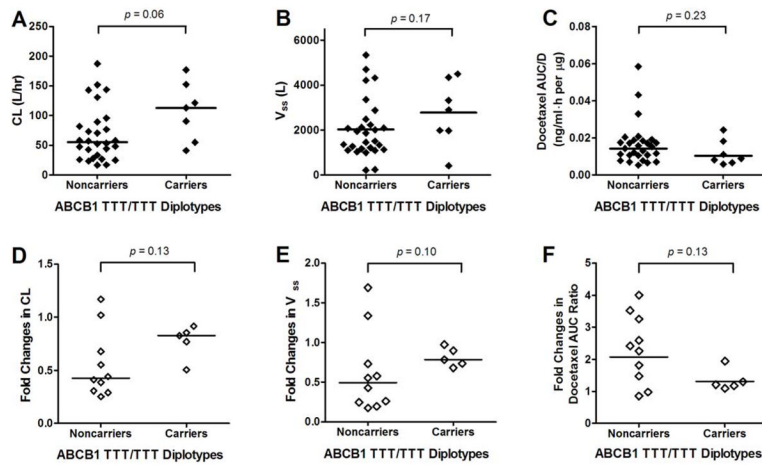 A
p = 0.06
CL (L/hr)
250
200
150
100
50
0
Noncarriers
Carriers
ABCB1 TTT/TTT Diplotypes
B
p = 0.17
Vss (L)
6000
4000
2000
0
Noncarriers
Carriers
ABCB1 TTT/TTT Diplotypes
C
p = 0.23
Docetaxel AUC/D
(ng/ml·h per µg)
0.08
0.06
0.04
0.02
0.00
Noncarriers
Carriers
ABCB1 TTT/TTT Diplotypes
D
p = 0.13
Fold Changes in CL
1.5
1.0
0.5
0.0
Noncarriers
Carriers
ABCB1 TTT/TTT Diplotypes
E
p = 0.10
Fold Changes in V ss
2.0
1.5
1.0
0.5
0.0
Noncarriers
Carriers
ABCB1 TTT/TTT Diplotypes
F
p = 0.13
Fold Changes in
Docetaxel AUC Ratio
5
4
3
2
1
0
Noncarriers
Carriers
ABCB1 TTT/TTT Diplotypes